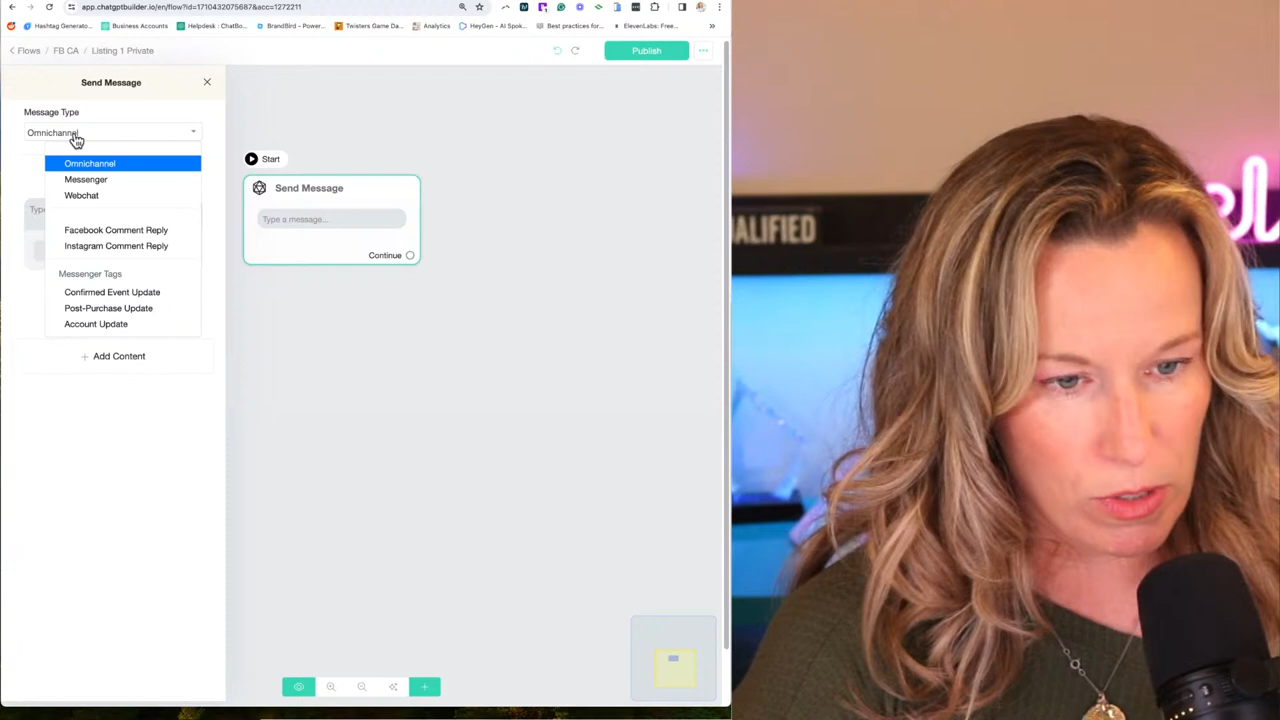 app.chatgptbuilder.io/en/flow?id=1710432075687&acc=1272211
Hashtag Generato...
Business Accounts
Helpdesk : ChatBo...
BrandBird – Power...
Twisters Game Da...
Analytics
HeyGen - AI Spok...
Best practices for...
ElevenLabs: Free...
Flows / FB CA / Listing 1 Private
Publish
Send Message
Message Type
Omnichannel
Omnichannel
Messenger
Webchat
Facebook Comment Reply
Instagram Comment Reply
Messenger Tags
Confirmed Event Update
Post-Purchase Update
Account Update
Add Content
Start
Send Message
Type a message...
Continue